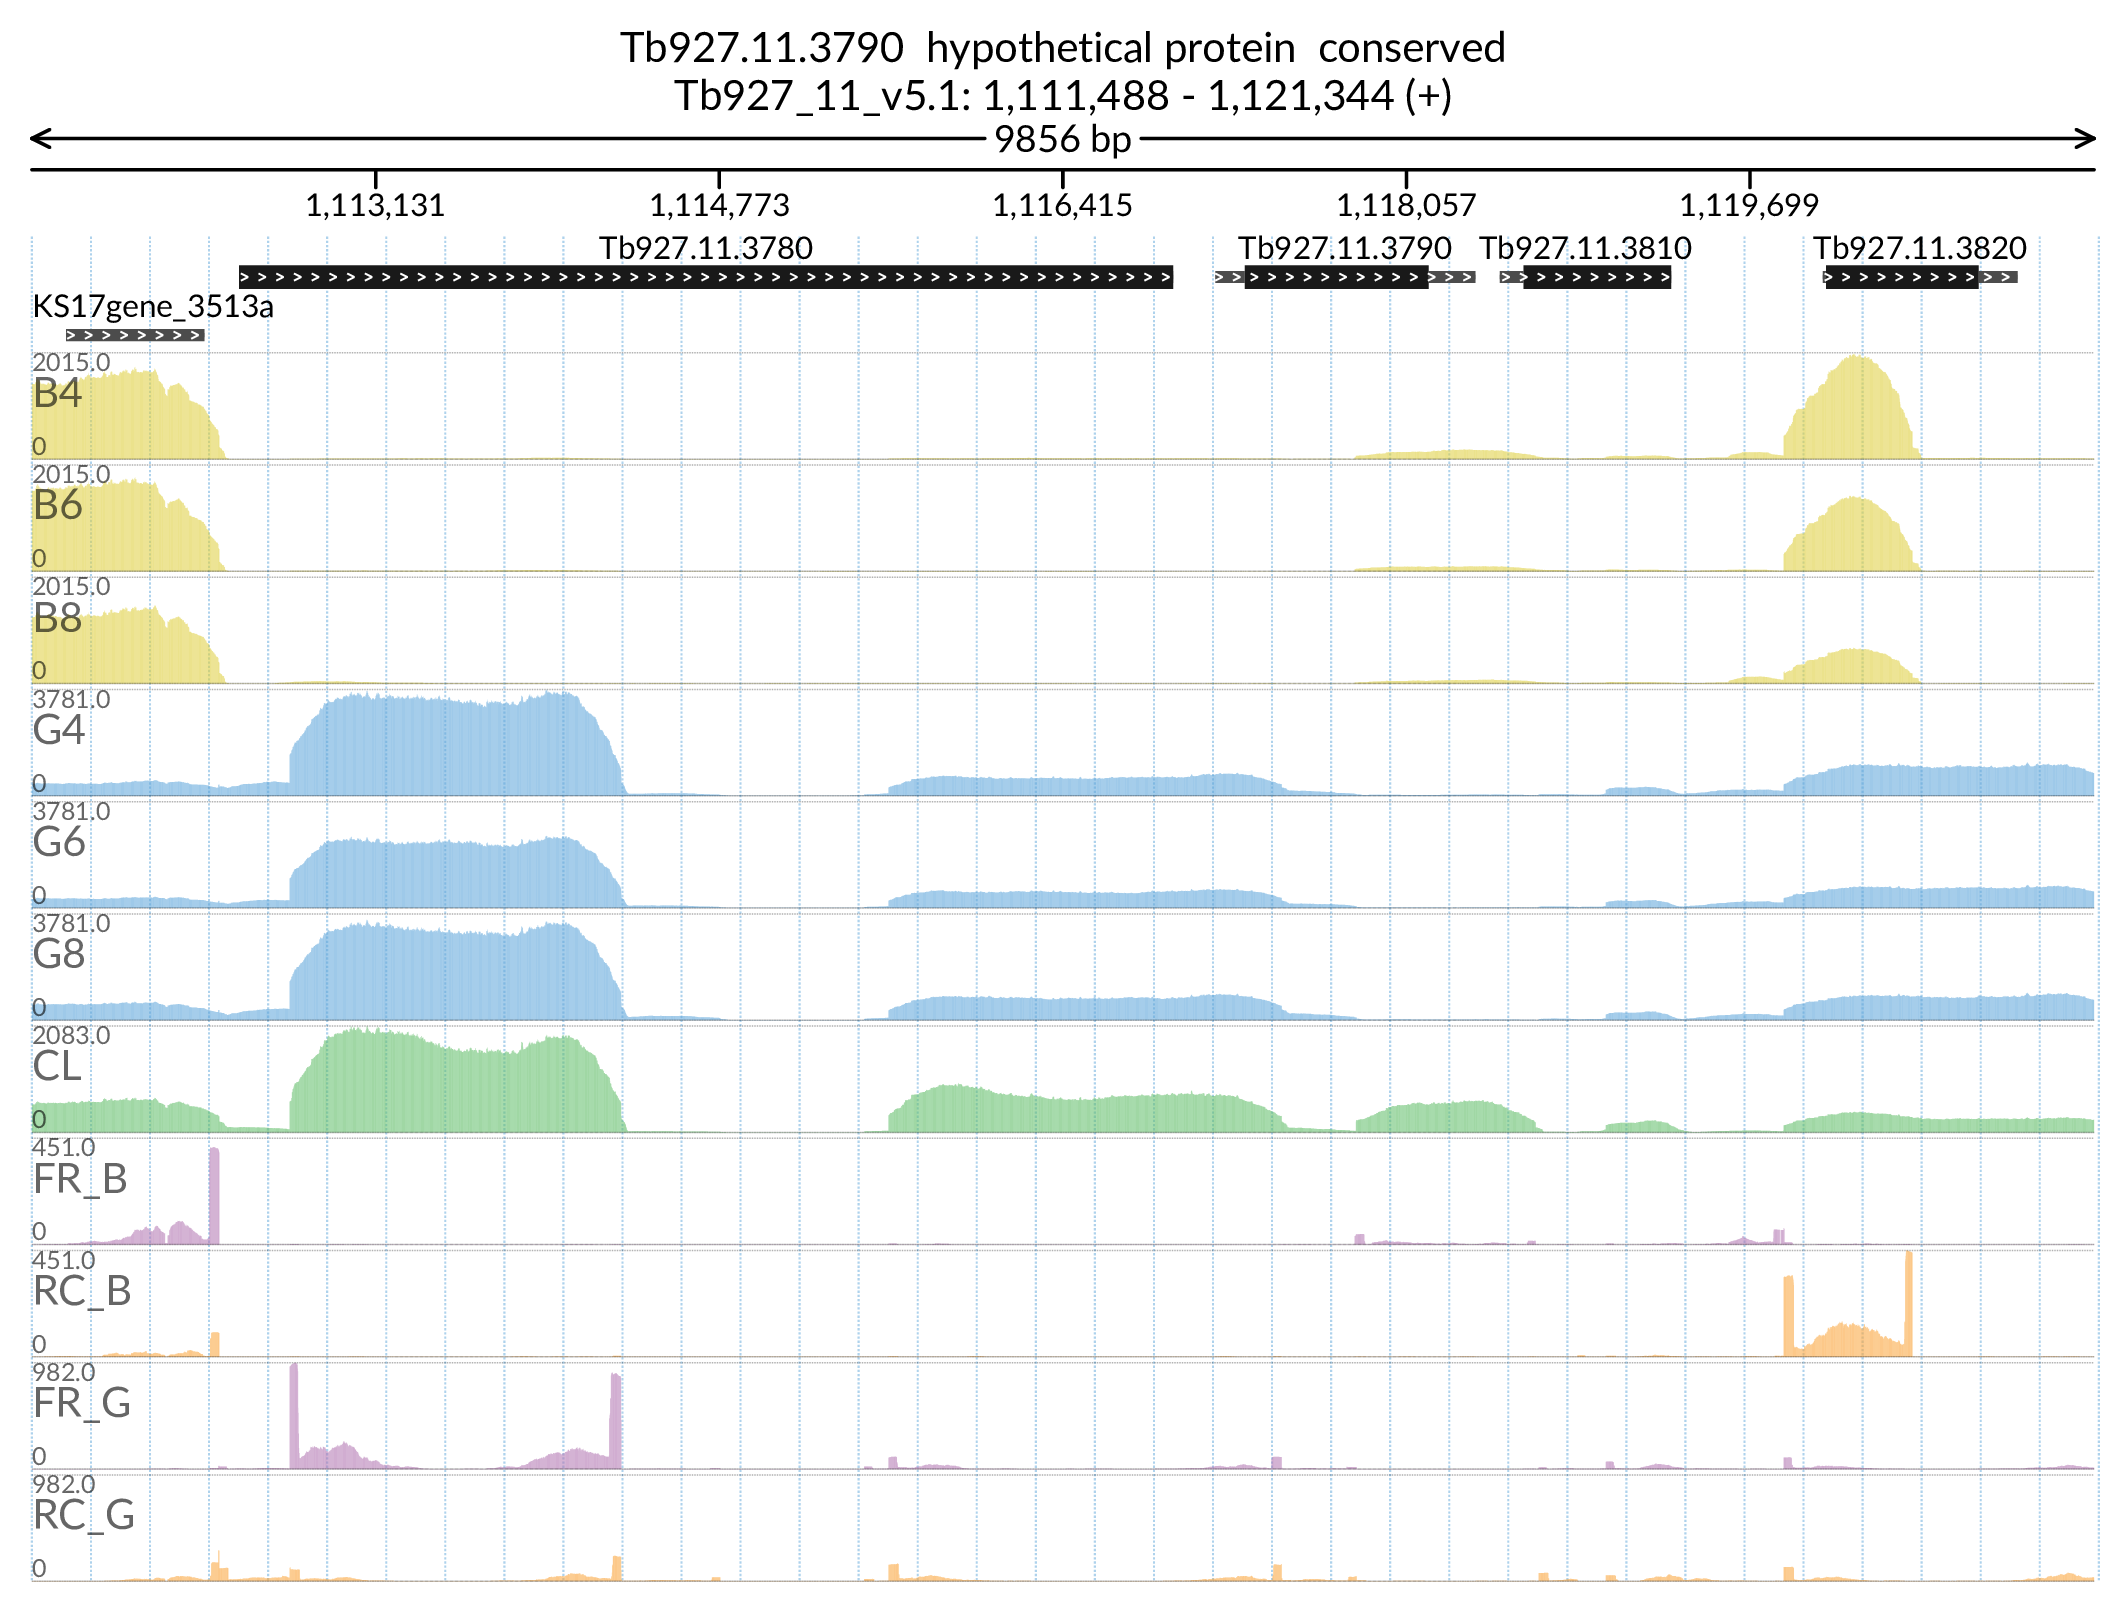 Tb927.11.3790  hypothetical protein  conserved
Tb927_11_v5.1: 1,111,488 - 1,121,344 (+)
9856 bp
1,113,131 1,114,773 1,116,415 1,118,057 1,119,699
Tb927.11.3780 Tb927.11.3790 Tb927.11.3810 Tb927.11.3820
KS17gene_3513a
2015.0
B4
0
2015.0
B6
0
2015.0
B8
0
3781.0
G4
0
3781.0
G6
0
3781.0
G8
0
2083.0
CL
0
451.0
FR_B
0
451.0
RC_B
0
982.0
FR_G
0
982.0
RC_G
0